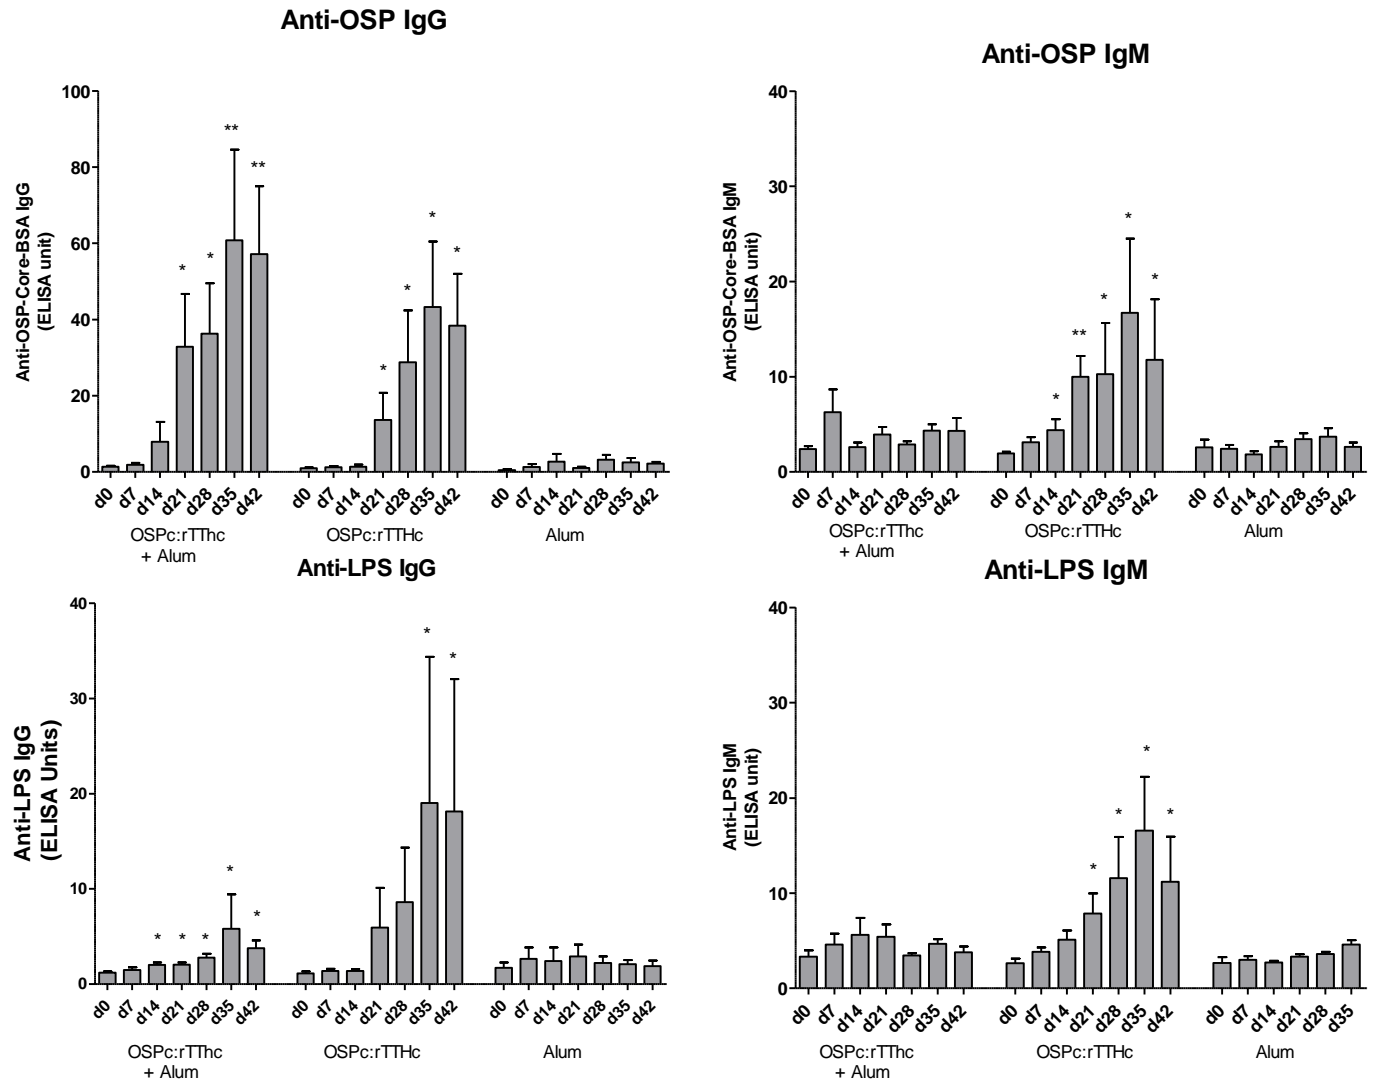 Anti-OSP IgG
Anti-OSP-Core-BSA IgG
(ELISA unit)
100
80
60
40
20
0
* * ** ** * * * *
d0 d7 d14 d21 d28 d35 d42 d0 d7 d14 d21 d28 d35 d42 d0 d7 d14 d21 d28 d35 d42
OSPc:rTThc
+ Alum
OSPc:rTTHc
Alum
Anti-OSP IgM
Anti-OSP-Core-BSA IgM
(ELISA unit)
40
30
20
10
0
* ** * * *
d0 d7 d14 d21 d28 d35 d42 d0 d7 d14 d21 d28 d35 d42 d0 d7 d14 d21 d28 d35 d42
OSPc:rTThc
+ Alum
OSPc:rTTHc
Alum
Anti-LPS IgG
Anti-LPS IgG
(ELISA Units)
40
30
20
10
0
* * * * * * *
d0 d7 d14 d21 d28 d35 d42 d0 d7 d14 d21 d28 d35 d42 d0 d7 d14 d21 d28 d35 d42
OSPc:rTThc
+ Alum
OSPc:rTTHc
Alum
Anti-LPS IgM
Anti-LPS IgM
(ELISA unit)
40
30
20
10
0
* * * *
d0 d7 d14 d21 d28 d35 d42 d0 d7 d14 d21 d28 d35 d42 d0 d7 d14 d21 d28 d35
OSPc:rTThc
+ Alum
OSPc:rTTHc
Alum